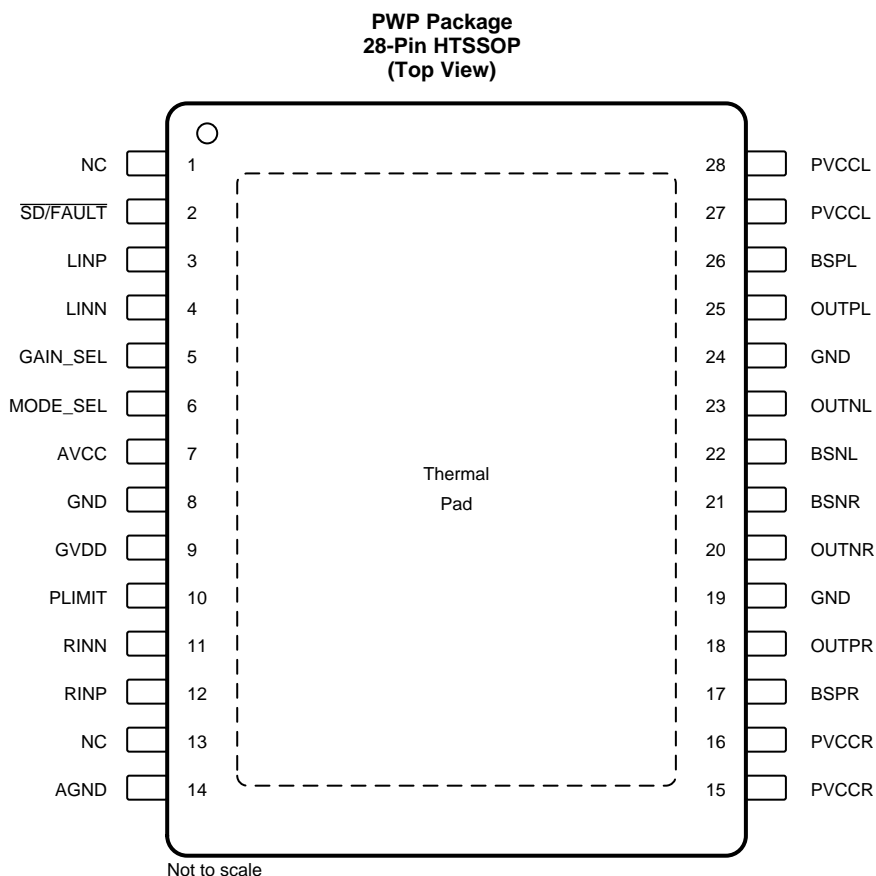 PWP Package
28-Pin HTSSOP
(Top View)
NC 1 28 PVCCL
SD/FAULT 2 27 PVCCL
LINP 3 26 BSPL
LINN 4 25 OUTPL
GAIN_SEL 5 24 GND
MODE_SEL 6 23 OUTNL
AVCC 7 22 BSNL
Thermal
Pad
GND 8 21 BSNR
GVDD 9 20 OUTNR
PLIMIT 10 19 GND
RINN 11 18 OUTPR
RINP 12 17 BSPR
NC 13 16 PVCCR
AGND 14 15 PVCCR
Not to scale